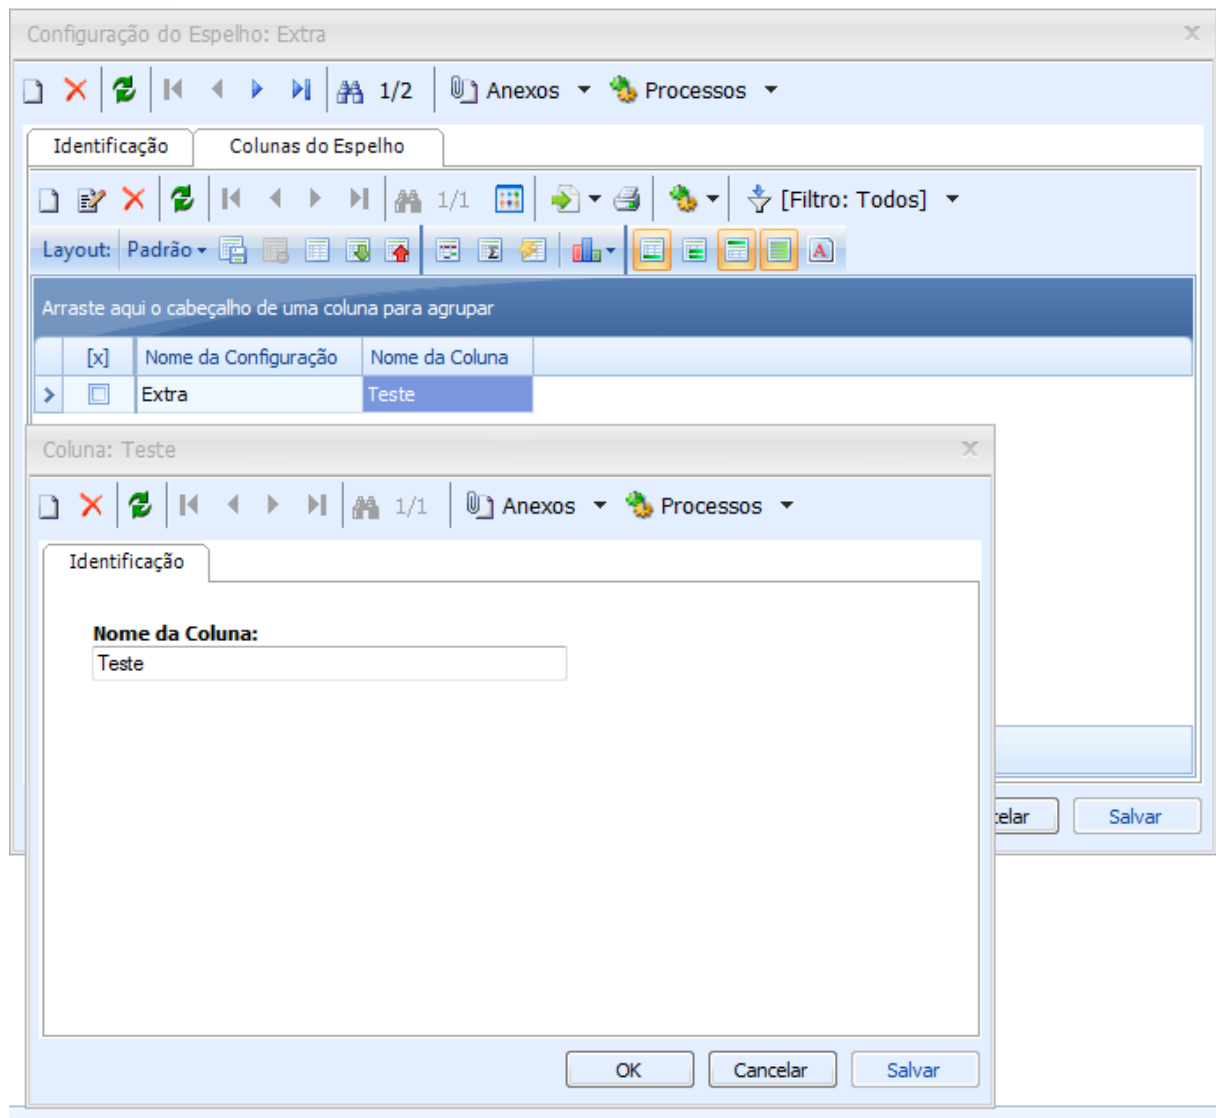 Configuração do Espelho: Extra
1/2 Anexos Processos
Identificação Colunas do Espelho
1/1 [Filtro: Todos]
Layout: Padrão
Arraste aqui o cabeçalho de uma coluna para agrupar
[x] Nome da Configuração Nome da Coluna
Extra Teste
Coluna: Teste
1/1 Anexos Processos
Identificação
Nome da Coluna:
Teste
elar Salvar
OK Cancelar Salvar